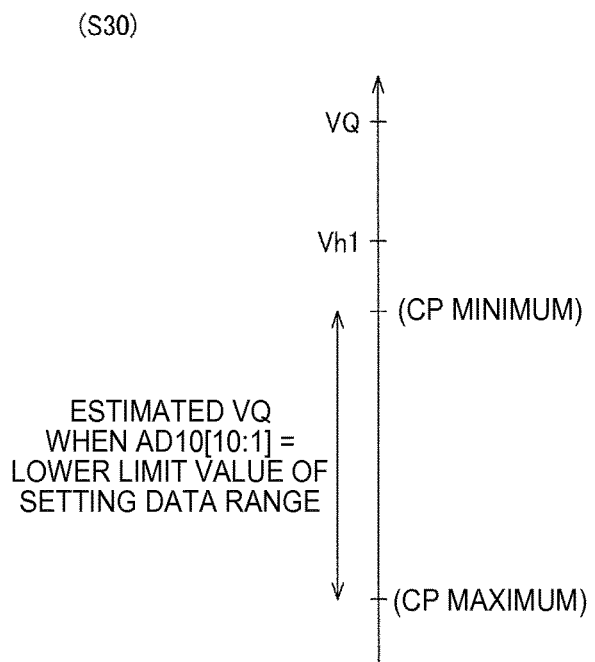 (S30)
VQ
Vh1
(CP MINIMUM)
ESTIMATED VQ
WHEN AD10[10:1] =
LOWER LIMIT VALUE OF
SETTING DATA RANGE
(CP MAXIMUM)